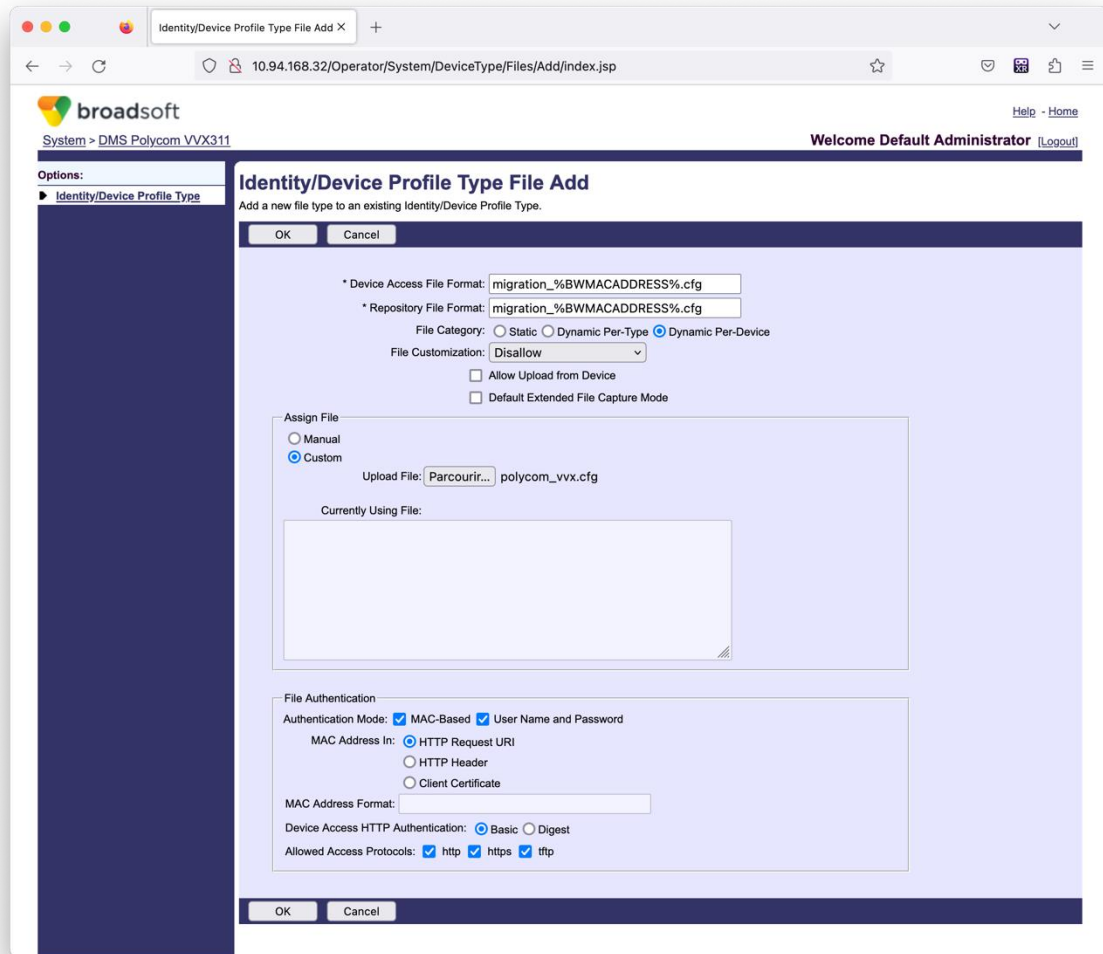 Identity/Device Profile Type File Add
10.94.168.32/Operator/System/DeviceType/Files/Add/index.jsp
XR
broadsoft
Help - Home
System > DMS Polycom VVX311
Welcome Default Administrator [Logout]
Options:
Identity/Device Profile Type
Identity/Device Profile Type File Add
Add a new file type to an existing Identity/Device Profile Type.
OK Cancel
* Device Access File Format: migration_%BWMACADDRESS%.cfg
* Repository File Format: migration_%BWMACADDRESS%.cfg
File Category: Static Dynamic Per-Type Dynamic Per-Device
File Customization: Disallow
Allow Upload from Device
Default Extended File Capture Mode
Assign File
Manual
Custom
Upload File: Parcourir... polycom_vvx.cfg
Currently Using File:
File Authentication
Authentication Mode: MAC-Based User Name and Password
MAC Address In: HTTP Request URI
HTTP Header
Client Certificate
MAC Address Format:
Device Access HTTP Authentication: Basic Digest
Allowed Access Protocols: http https tftp
OK Cancel